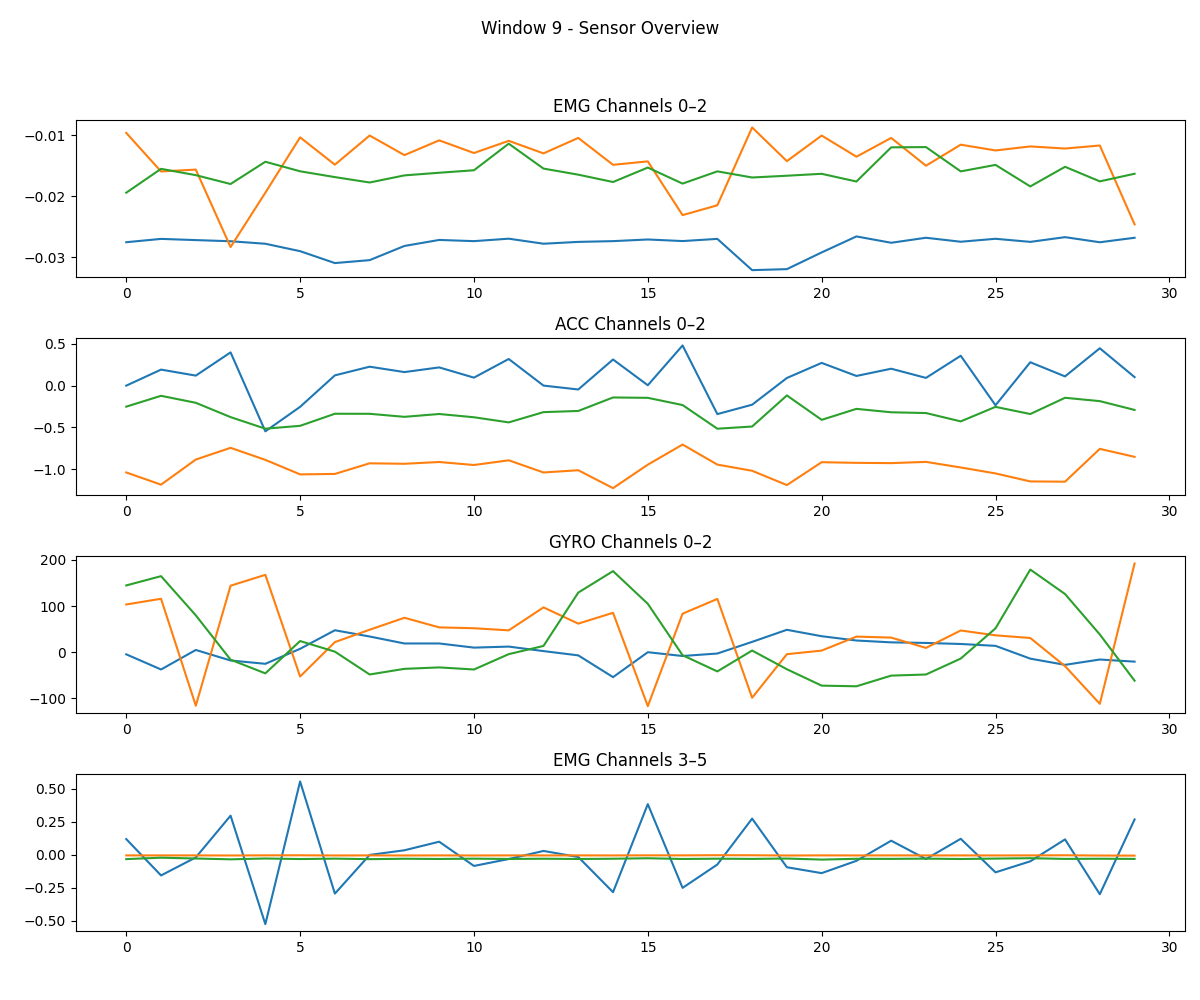 Window 9 - Sensor Overview
EMG Channels 0–2
−0.01
−0.02
−0.03
0 5 10 15 20 25 30
ACC Channels 0–2
0.5
0.0
−0.5
−1.0
0 5 10 15 20 25 30
GYRO Channels 0–2
200
100
0
−100
0 5 10 15 20 25 30
EMG Channels 3–5
0.50
0.25
0.00
−0.25
−0.50
0 5 10 15 20 25 30